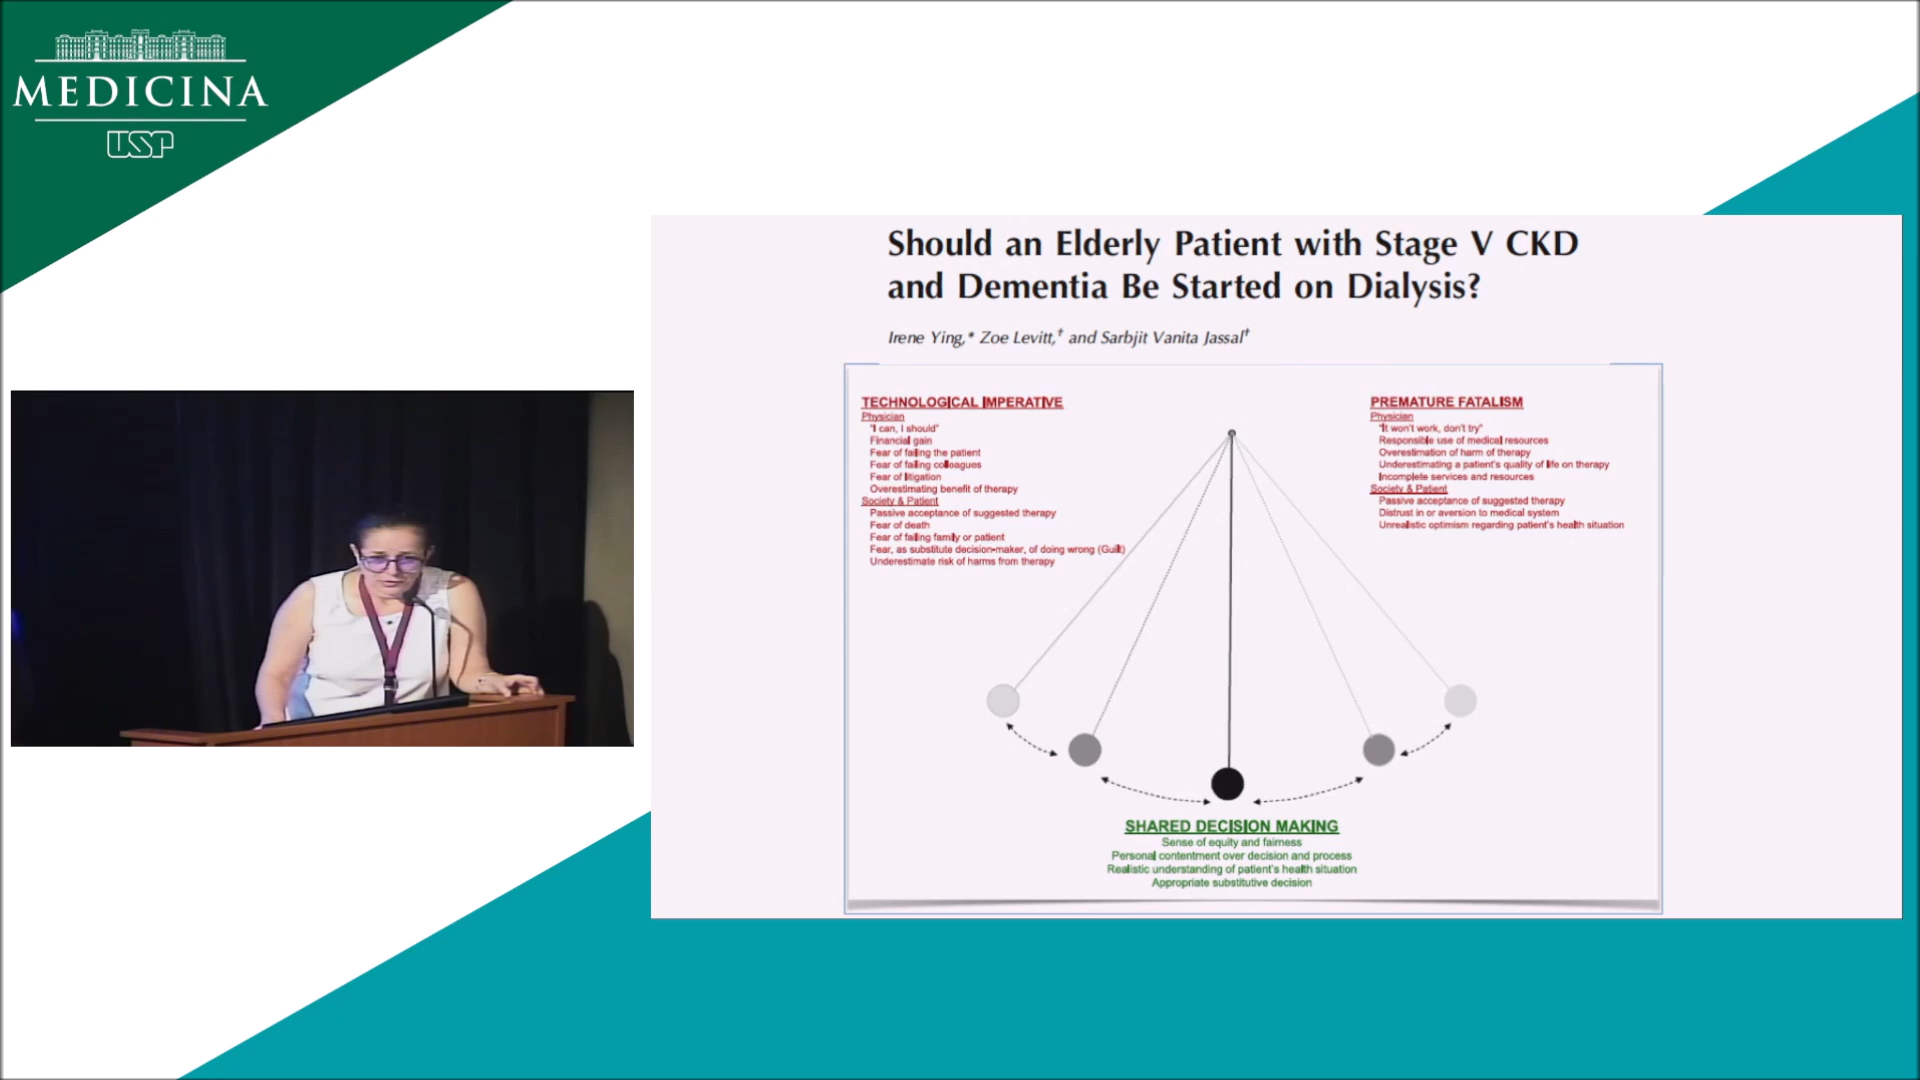 MEDICINA
USP
Should an Elderly Patient with Stage V CKD
and Dementia Be Started on Dialysis?
Irene Ying,* Zoe Levitt,† and Sarbjit Vanita Jassal†
TECHNOLOGICAL IMPERATIVE
Physician
"I can, I should"
Financial gain
Fear of failing the patient
Fear of failing colleagues
Fear of litigation
Overestimating benefit of therapy
Society & Patient
Passive acceptance of suggested therapy
Fear of death
Fear of failing family or patient
Fear, as substitute decision-maker, of doing wrong (Guilt)
Underestimate risk of harms from therapy
PREMATURE FATALISM
Physician
"It won't work, don't try"
Responsible use of medical resources
Overestimation of harm of therapy
Underestimating a patient's quality of life on therapy
Incomplete services and resources
Society & Patient
Passive acceptance of suggested therapy
Distrust in or aversion to medical system
Unrealistic optimism regarding patient's health situation
SHARED DECISION MAKING
Sense of equity and fairness
Personal contentment over decision and process
Realistic understanding of patient's health situation
Appropriate substitutive decision